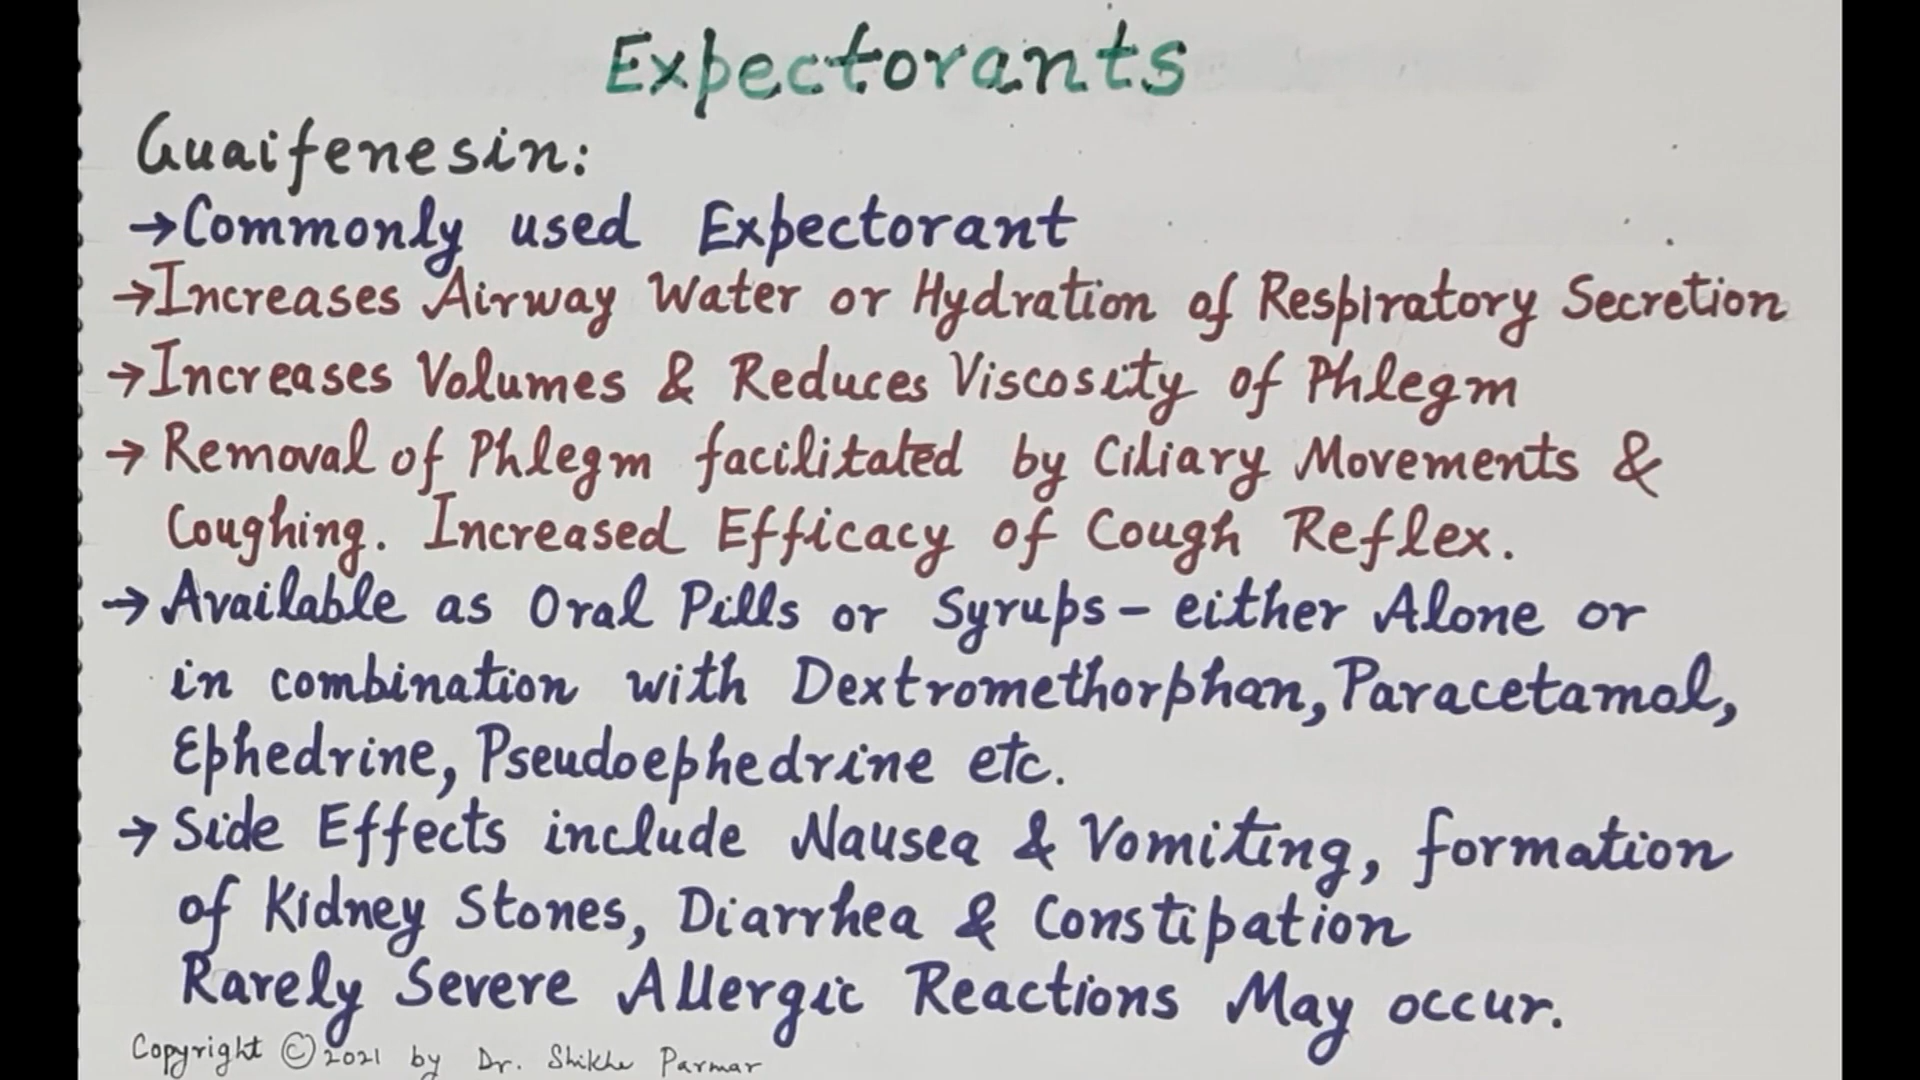 Expectorants
Guaifenesin:
→Commonly used Expectorant
→Increases Airway Water or Hydration of Respiratory Secretion
→Increases Volumes & Reduces Viscosity of Phlegm
→ Removal of Phlegm facilitated by Ciliary Movements &
Coughing. Increased Efficacy of Cough Reflex.
→ Available as Oral Pills or Syrups - either Alone or
in combination with Dextromethorphan, Paracetamol,
Ephedrine, Pseudoephedrine etc.
→ Side Effects include Nausea & Vomiting, formation
of Kidney Stones, Diarrhea & Constipation
Rarely Severe Allergic Reactions May occur.
Copyright © 2021 by Dr. Shikha Parmar